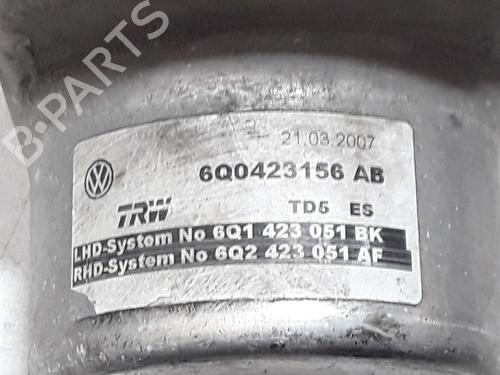 B-PARTS
21.03.2007
6Q0423156 AB
TRW
TD5 ES
LHD-System No 6Q1 423 051 BK
RHD-System No 6Q2 423 051 AF